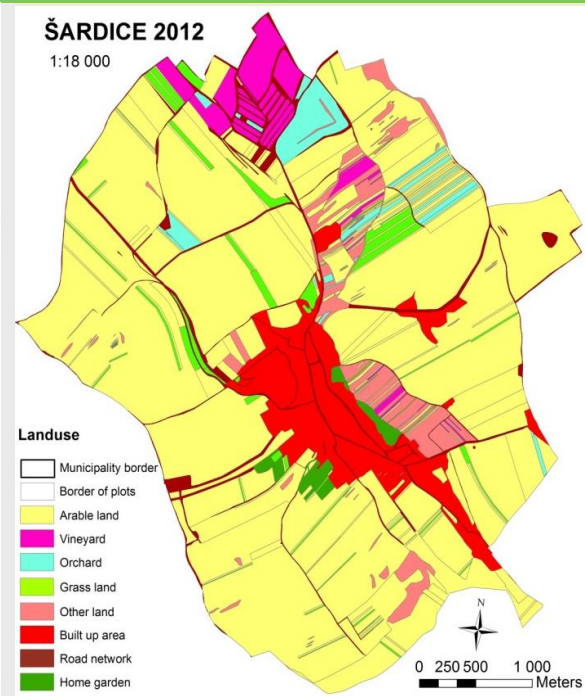 ŠARDICE 2012
1:18 000
Landuse
Municipality border
Border of plots
Arable land
Vineyard
Orchard
Grass land
Other land
Built up area
Road network
Home garden
N
0 250 500 1 000
Meters